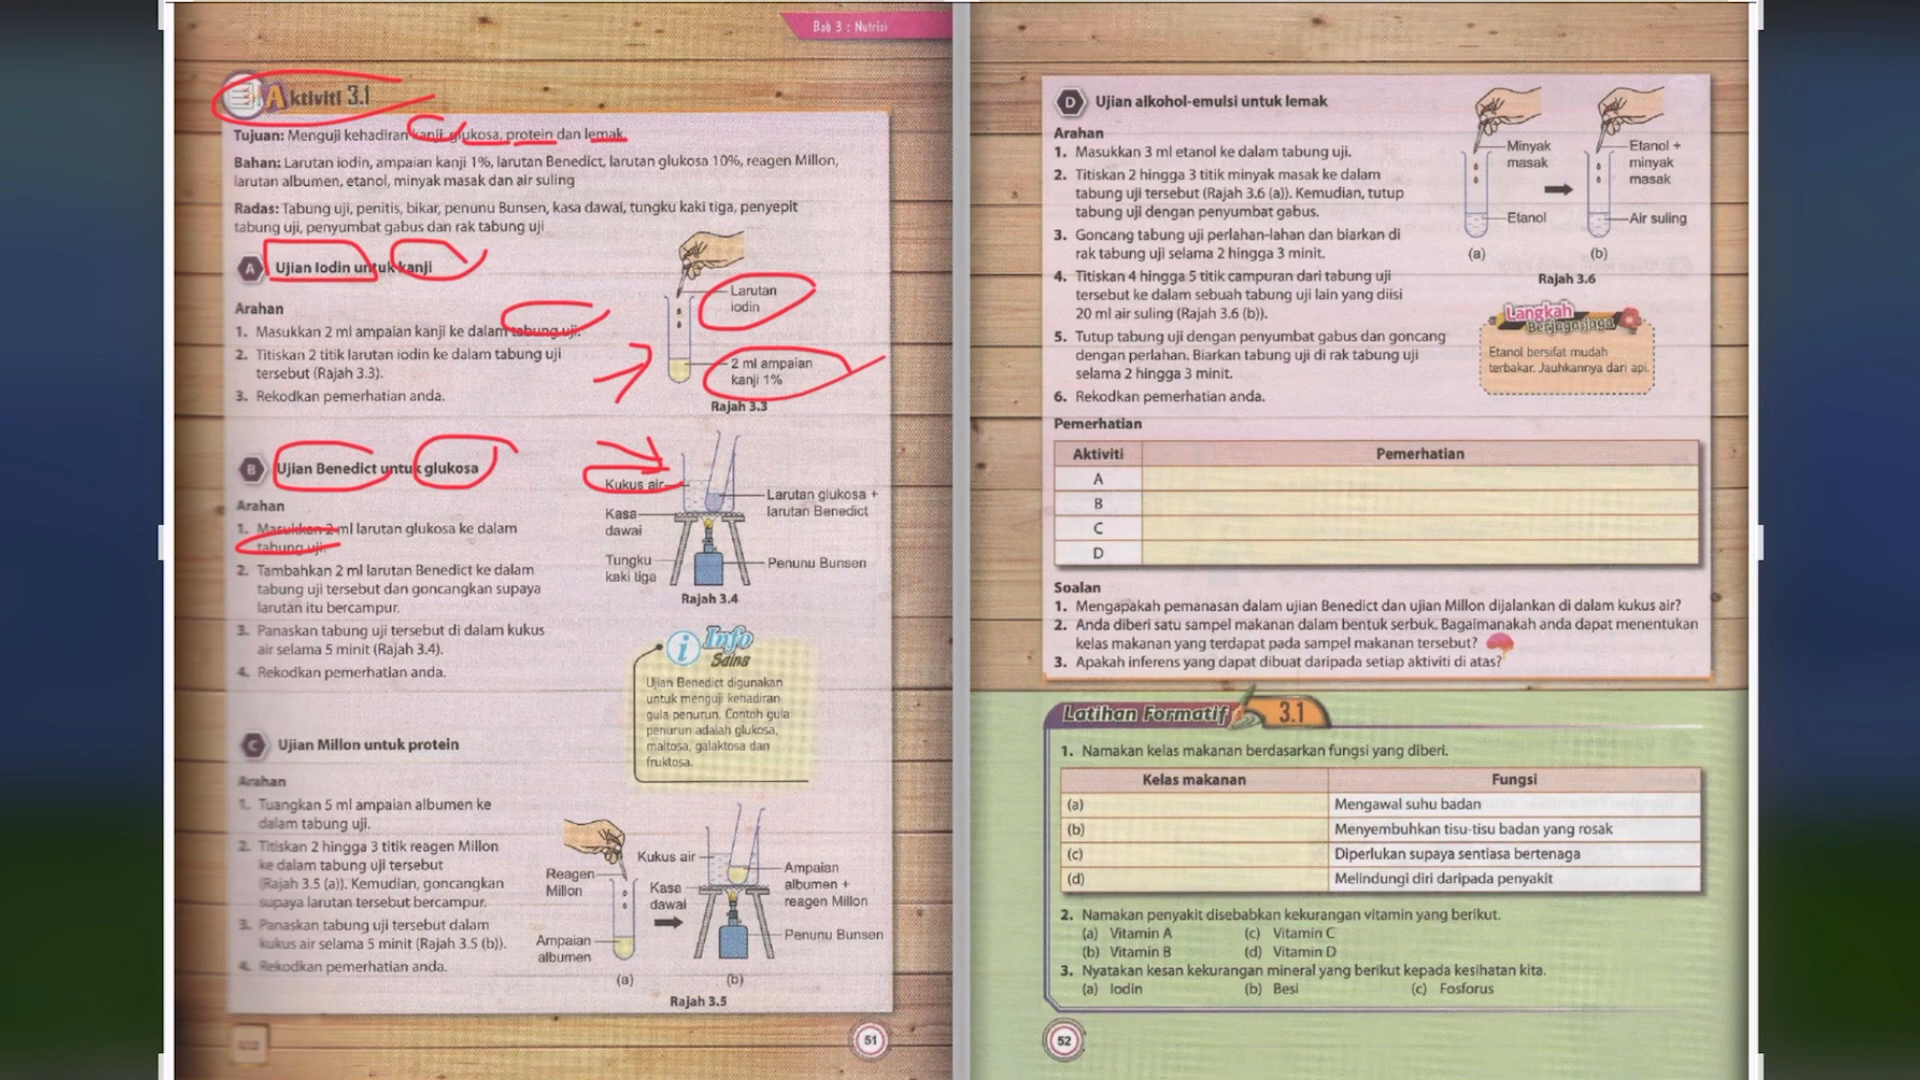 Bab 3 : Nutrisi
Aktiviti 3.1
Tujuan: Menguji kehadiran kanji, glukosa, protein dan lemak.
Bahan: Larutan iodin, ampaian kanji 1%, larutan Benedict, larutan glukosa 10%, reagen Millon,
larutan albumen, etanol, minyak masak dan air suling
Radas: Tabung uji, penitis, bikar, penunu Bunsen, kasa dawai, tungku kaki tiga, penyepit
tabung uji, penyumbat gabus dan rak tabung uji
A Ujian Iodin untuk kanji
Arahan
1. Masukkan 2 ml ampaian kanji ke dalam tabung uji.
2. Titiskan 2 titik larutan iodin ke dalam tabung uji
tersebut (Rajah 3.3).
3. Rekodkan pemerhatian anda.
Larutan
iodin
2 ml ampaian
kanji 1%
Rajah 3.3
B Ujian Benedict untuk glukosa
Arahan
1. Masukkan 2 ml larutan glukosa ke dalam
tabung uji.
2. Tambahkan 2 ml larutan Benedict ke dalam
tabung uji tersebut dan goncangkan supaya
larutan itu bercampur.
3. Panaskan tabung uji tersebut di dalam kukus
air selama 5 minit (Rajah 3.4).
4. Rekodkan pemerhatian anda.
Kukus air
Kasa
dawai
Tungku
kaki tiga
Larutan glukosa +
larutan Benedict
Penunu Bunsen
Rajah 3.4
i Info
Sains
Ujian Benedict digunakan
untuk menguji kehadiran
gula penurun. Contoh gula
penurun adalah glukosa,
maltosa, galaktosa dan
fruktosa.
C Ujian Millon untuk protein
Arahan
1. Tuangkan 5 ml ampaian albumen ke
dalam tabung uji.
2. Titiskan 2 hingga 3 titik reagen Millon
ke dalam tabung uji tersebut
(Rajah 3.5 (a)). Kemudian, goncangkan
supaya larutan tersebut bercampur.
3. Panaskan tabung uji tersebut dalam
kukus air selama 5 minit (Rajah 3.5 (b)).
4. Rekodkan pemerhatian anda.
Reagen
Millon
Ampaian
albumen
(a)
Kukus air
Kasa
dawai
Ampaian
albumen +
reagen Millon
Penunu Bunsen
(b)
Rajah 3.5
51
D Ujian alkohol-emulsi untuk lemak
Arahan
1. Masukkan 3 ml etanol ke dalam tabung uji.
2. Titiskan 2 hingga 3 titik minyak masak ke dalam
tabung uji tersebut (Rajah 3.6 (a)). Kemudian, tutup
tabung uji dengan penyumbat gabus.
3. Goncang tabung uji perlahan-lahan dan biarkan di
rak tabung uji selama 2 hingga 3 minit.
4. Titiskan 4 hingga 5 titik campuran dari tabung uji
tersebut ke dalam sebuah tabung uji lain yang diisi
20 ml air suling (Rajah 3.6 (b)).
5. Tutup tabung uji dengan penyumbat gabus dan goncang
dengan perlahan. Biarkan tabung uji di rak tabung uji
selama 2 hingga 3 minit.
6. Rekodkan pemerhatian anda.
Minyak
masak
Etanol
(a)
Etanol +
minyak
masak
Air suling
(b)
Rajah 3.6
Langkah
Berjaga-jaga
Etanol bersifat mudah
terbakar. Jauhkannya dari api.
Pemerhatian
Aktiviti Pemerhatian
A
B
C
D
Soalan
1. Mengapakah pemanasan dalam ujian Benedict dan ujian Millon dijalankan di dalam kukus air?
2. Anda diberi satu sampel makanan dalam bentuk serbuk. Bagaimanakah anda dapat menentukan
kelas makanan yang terdapat pada sampel makanan tersebut?
3. Apakah inferens yang dapat dibuat daripada setiap aktiviti di atas?
Latihan Formatif 3.1
1. Namakan kelas makanan berdasarkan fungsi yang diberi.
Kelas makanan Fungsi
(a) Mengawal suhu badan
(b) Menyembuhkan tisu-tisu badan yang rosak
(c) Diperlukan supaya sentiasa bertenaga
(d) Melindungi diri daripada penyakit
2. Namakan penyakit disebabkan kekurangan vitamin yang berikut.
(a) Vitamin A (c) Vitamin C
(b) Vitamin B (d) Vitamin D
3. Nyatakan kesan kekurangan mineral yang berikut kepada kesihatan kita.
(a) Iodin (b) Besi (c) Fosforus
52